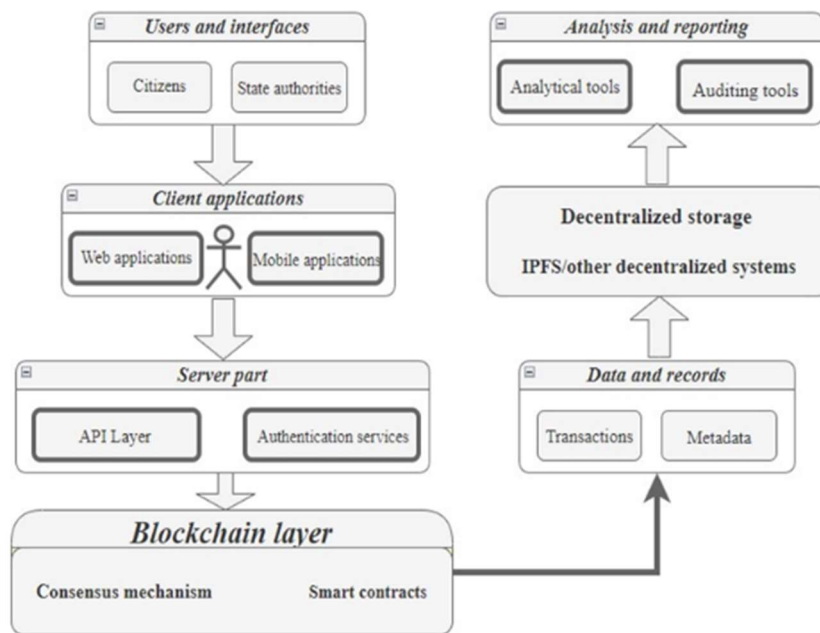 Users and interfaces
Citizens
State authorities
Client applications
Web applications
Mobile applications
Server part
API Layer
Authentication services
Blockchain layer
Consensus mechanism
Smart contracts
Analysis and reporting
Analytical tools
Auditing tools
Decentralized storage
IPFS/other decentralized systems
Data and records
Transactions
Metadata